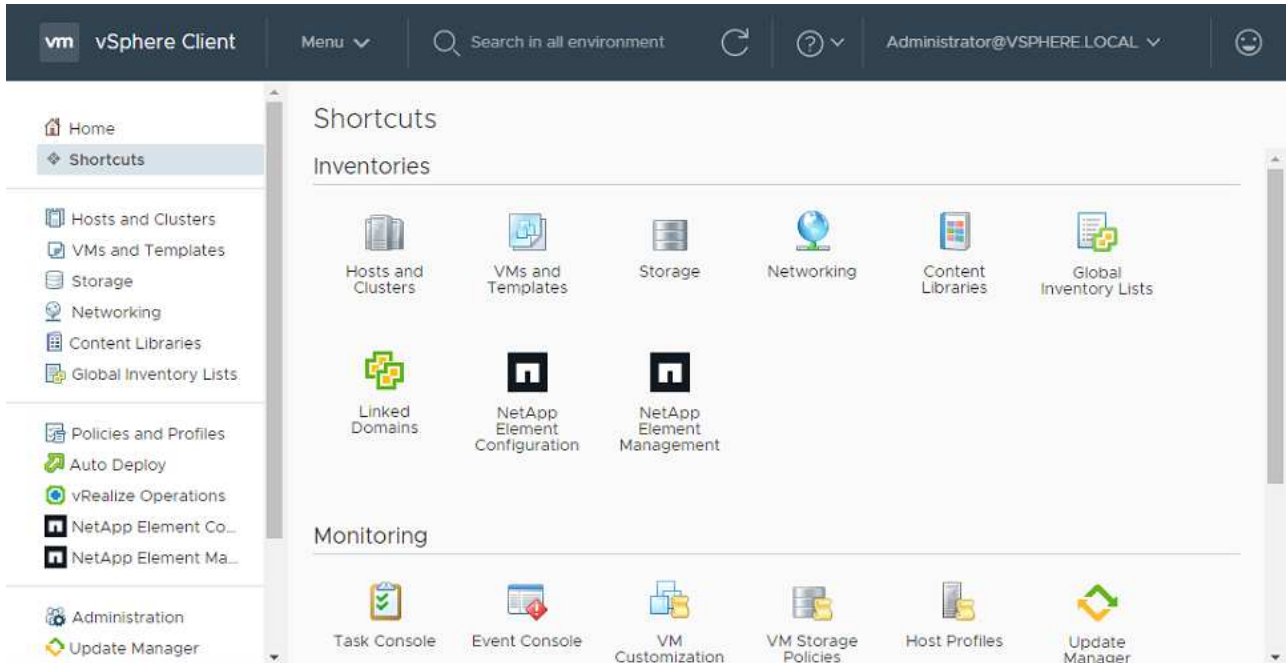 vm vSphere Client Menu Search in all environment Administrator@VSPHERE.LOCAL
Home
Shortcuts
Hosts and Clusters
VMs and Templates
Storage
Networking
Content Libraries
Global Inventory Lists
Policies and Profiles
Auto Deploy
vRealize Operations
NetApp Element Co...
NetApp Element Ma...
Administration
Update Manager
Shortcuts
Inventories
Hosts and
Clusters
VMs and
Templates
Storage
Networking
Content
Libraries
Global
Inventory Lists
Linked
Domains
NetApp
Element
Configuration
NetApp
Element
Management
Monitoring
Task Console
Event Console
VM
Customization
VM Storage
Policies
Host Profiles
Update
Manager